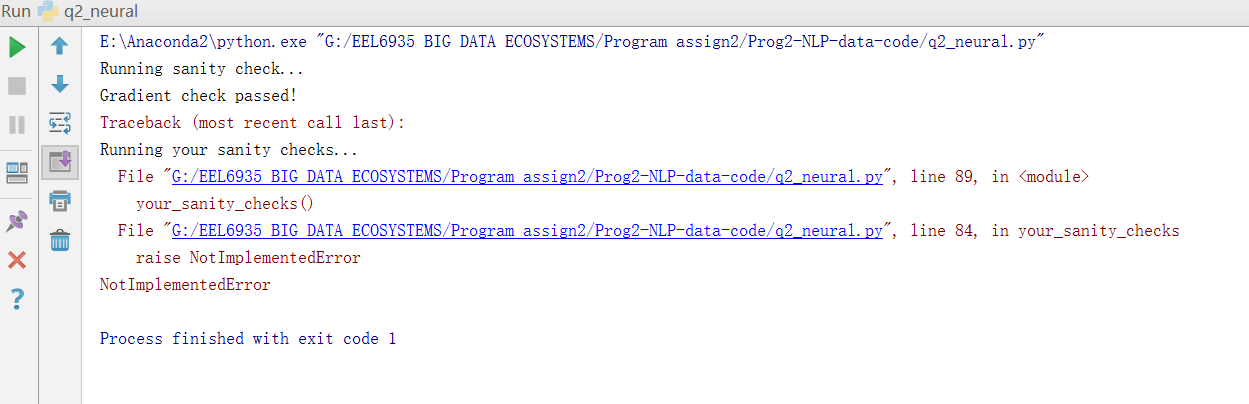 Run q2_neural
E:\Anaconda2\python.exe "G:/EEL6935 BIG DATA ECOSYSTEMS/Program assign2/Prog2-NLP-data-code/q2_neural.py"
Running sanity check...
Gradient check passed!
Traceback (most recent call last):
Running your sanity checks...
  File "G:/EEL6935 BIG DATA ECOSYSTEMS/Program assign2/Prog2-NLP-data-code/q2_neural.py", line 89, in <module>
    your_sanity_checks()
  File "G:/EEL6935 BIG DATA ECOSYSTEMS/Program assign2/Prog2-NLP-data-code/q2_neural.py", line 84, in your_sanity_checks
    raise NotImplementedError
NotImplementedError
Process finished with exit code 1